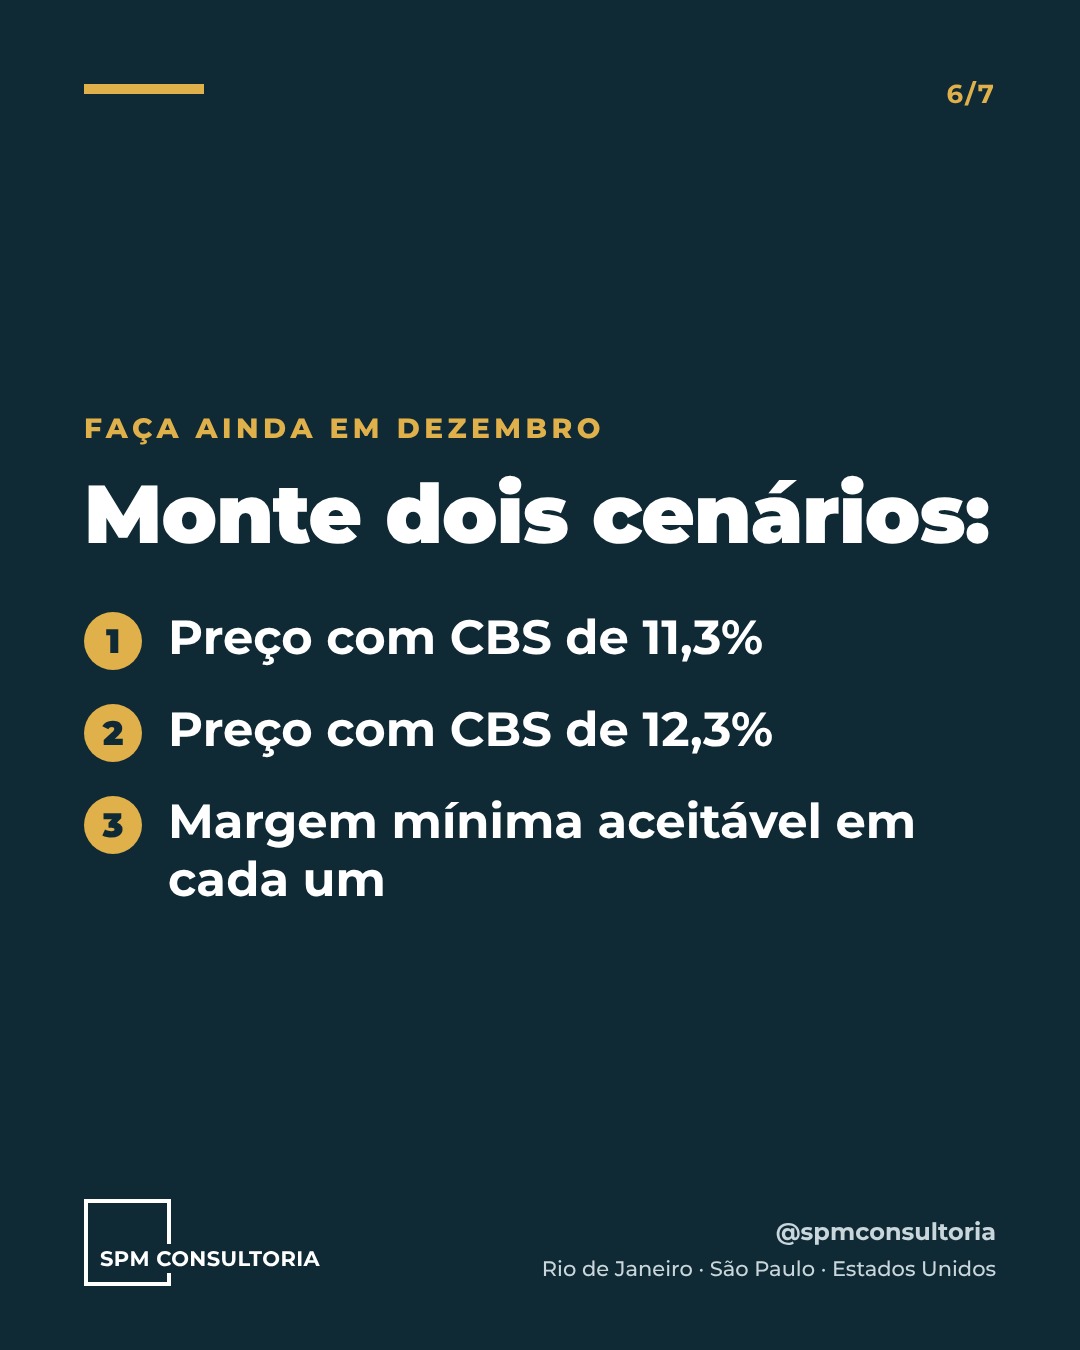 6/7
FAÇA AINDA EM DEZEMBRO
Monte dois cenários:
1 Preço com CBS de 11,3%
2 Preço com CBS de 12,3%
3 Margem mínima aceitável em
cada um
SPM CONSULTORIA
@spmconsultoria
Rio de Janeiro · São Paulo · Estados Unidos